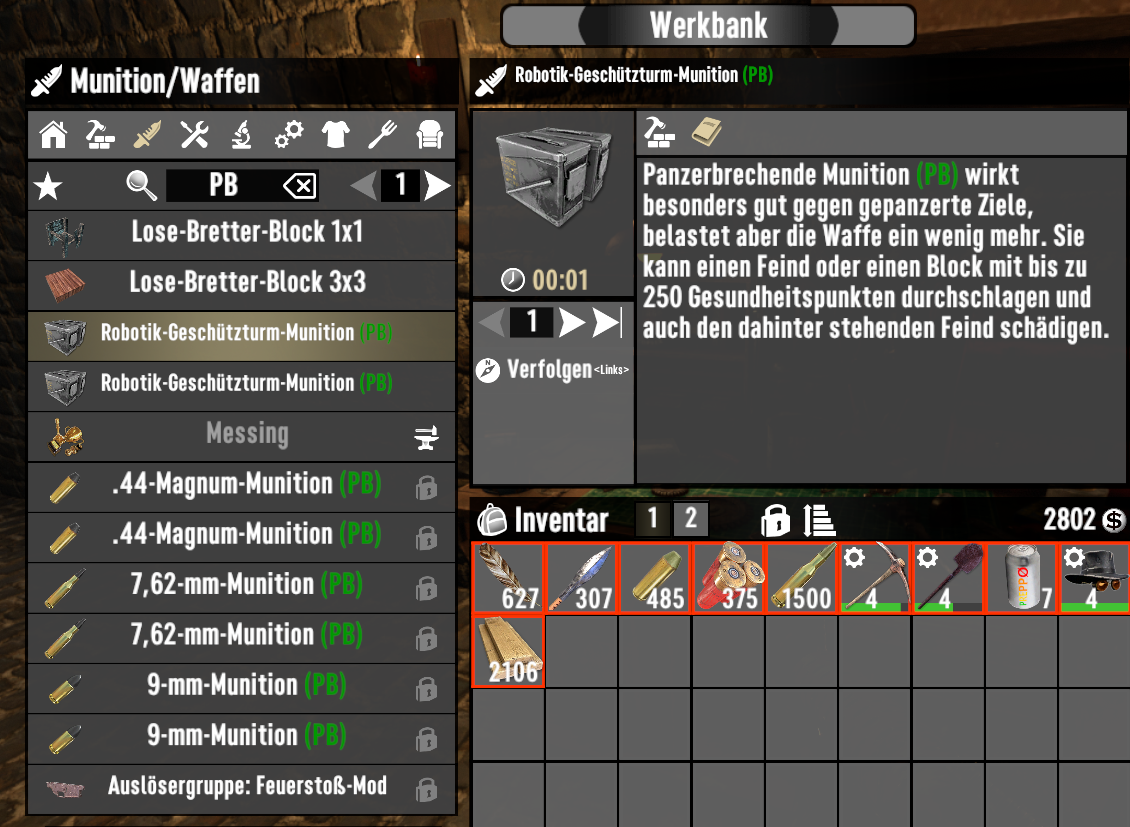 Werkbank
Munition/Waffen
PB
1
Lose-Bretter-Block 1x1
Lose-Bretter-Block 3x3
Robotik-Geschützturm-Munition (PB)
Robotik-Geschützturm-Munition (PB)
Messing
.44-Magnum-Munition (PB)
.44-Magnum-Munition (PB)
7,62-mm-Munition (PB)
7,62-mm-Munition (PB)
9-mm-Munition (PB)
9-mm-Munition (PB)
Auslösergruppe: Feuerstoß-Mod
Robotik-Geschützturm-Munition (PB)
00:01
1
Verfolgen <Links>
Panzerbrechende Munition (PB) wirkt
besonders gut gegen gepanzerte Ziele,
belastet aber die Waffe ein wenig mehr. Sie
kann einen Feind oder einen Block mit bis zu
250 Gesundheitspunkten durchschlagen und
auch den dahinter stehenden Feind schädigen.
Inventar 1 2 2802
627 307 485 375 1500 4 4 7 4
2106